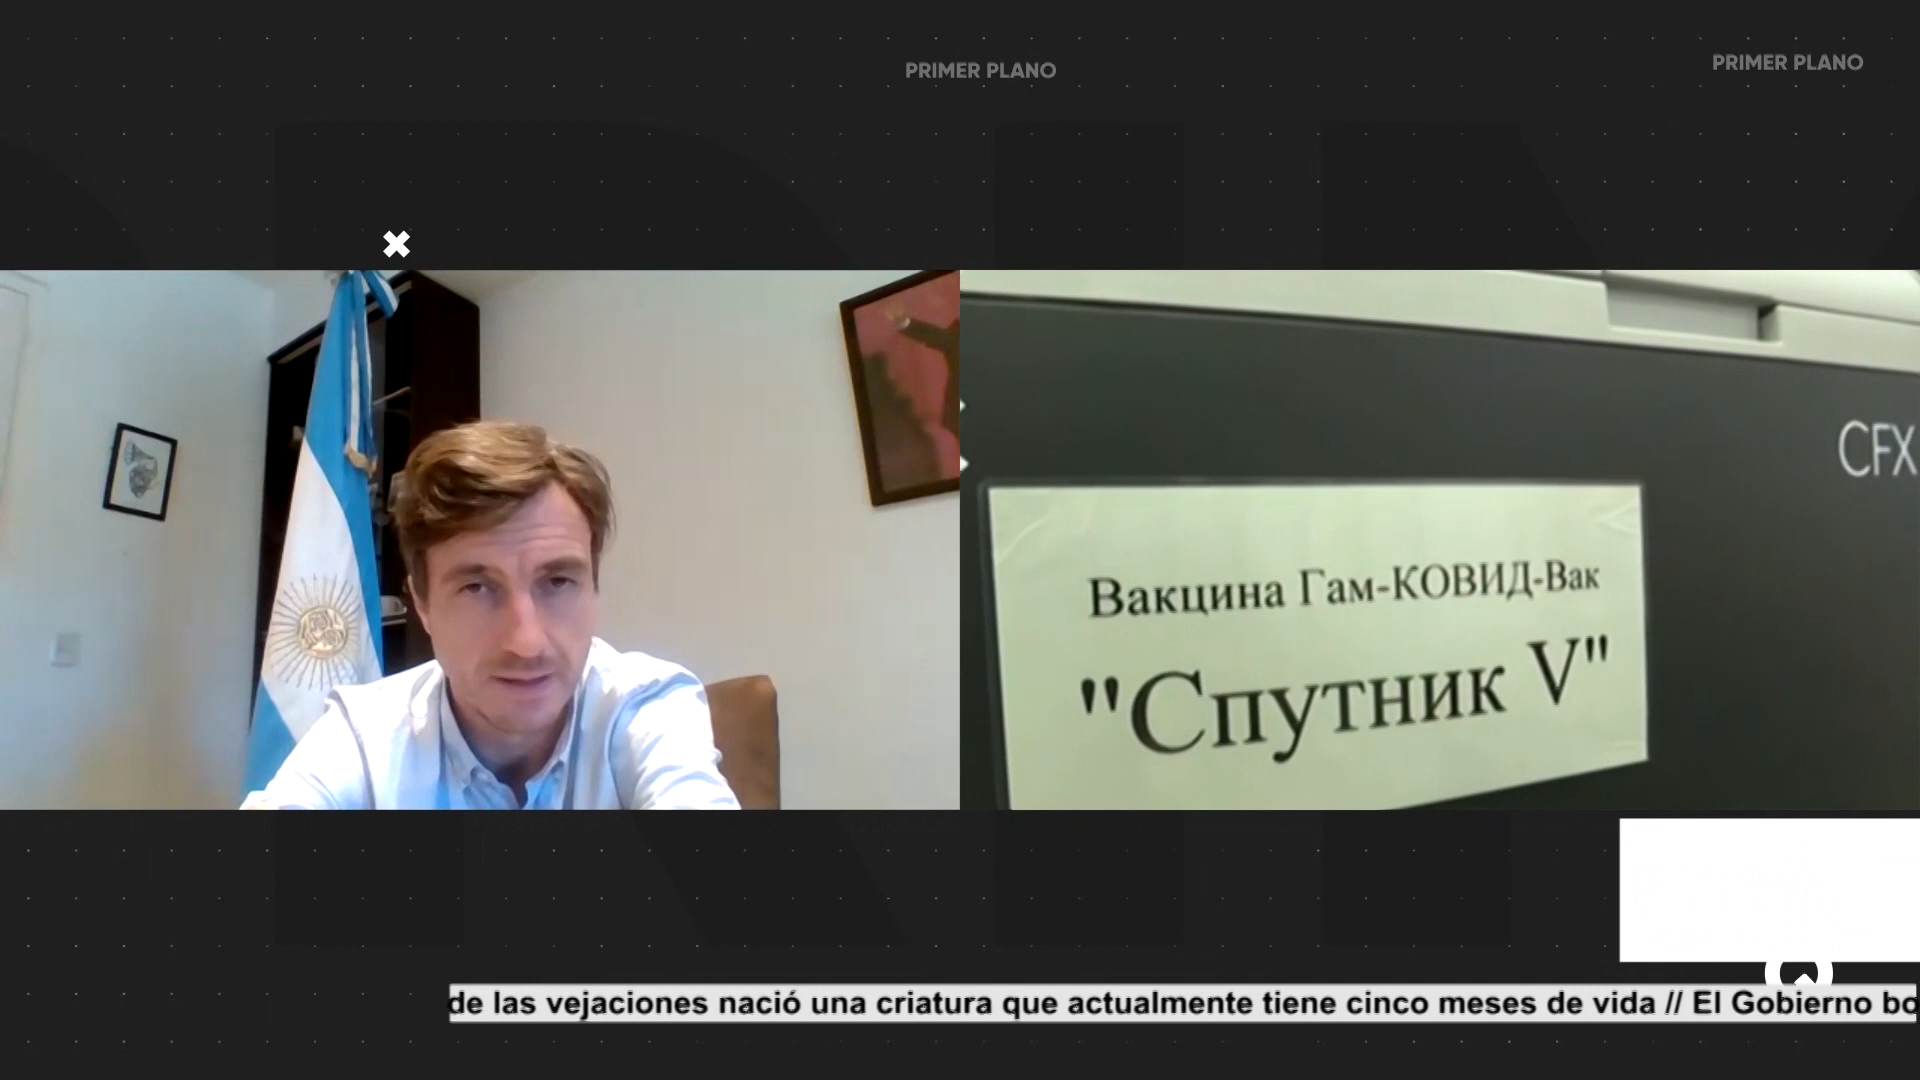 PRIMER PLANO
PRIMER PLANO
CFX
Вакцина Гам-КОВИД-Вак
"Спутник V"
de las vejaciones nació una criatura que actualmente tiene cinco meses de vida // El Gobierno bo